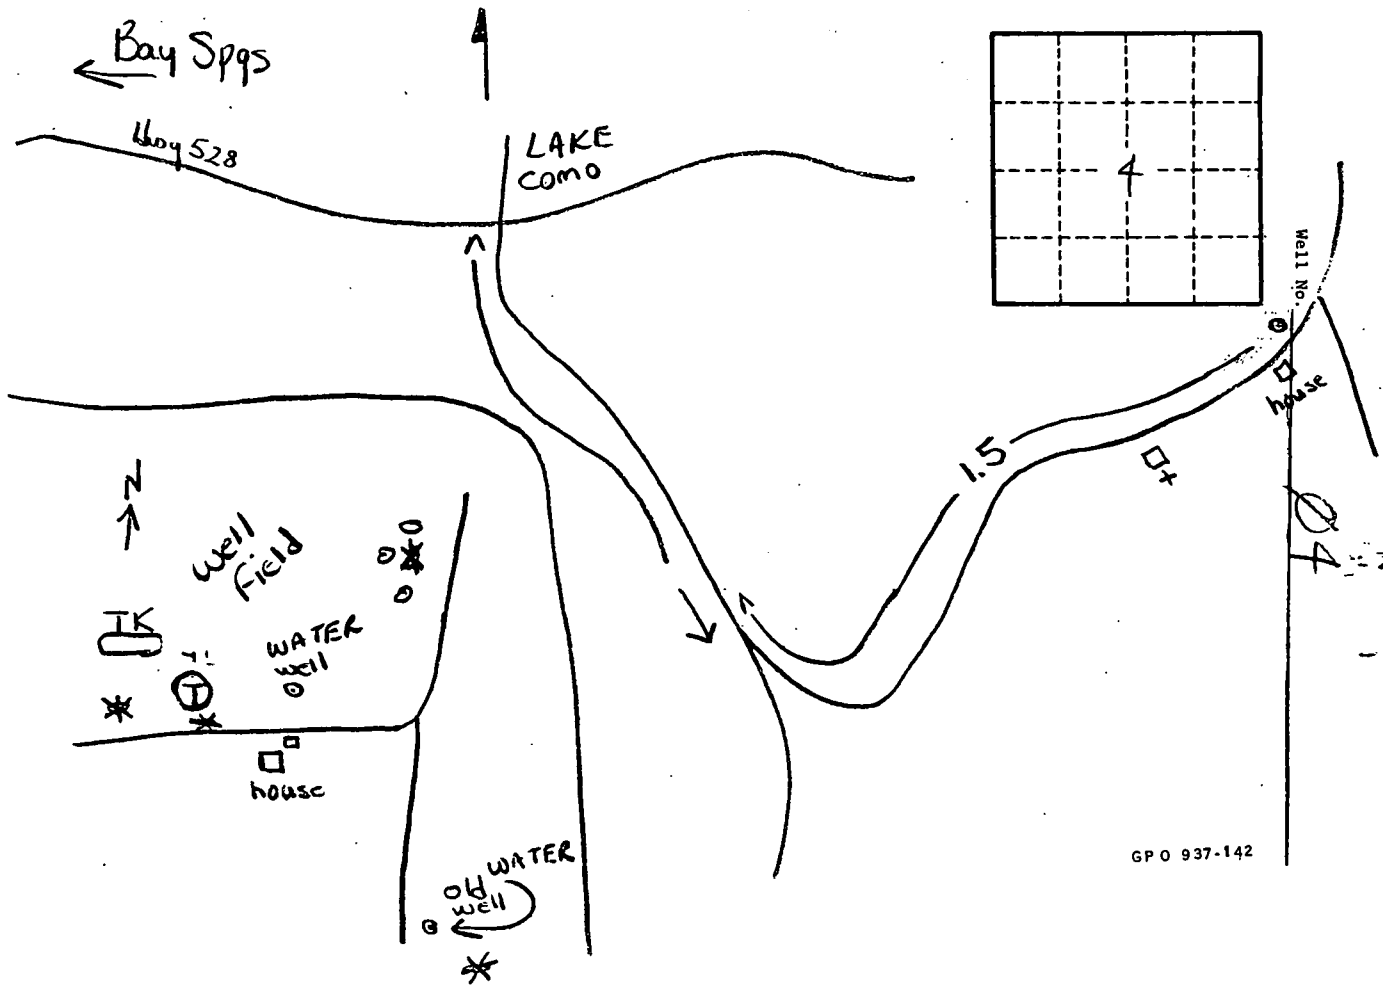 Bay Spgs
Hwy 528
LAKE
Como
4
Well No.
house
1.5
N
Well
Field
O
TK
WATER
well
T
house
WATER
Old
well
GPO 937-142